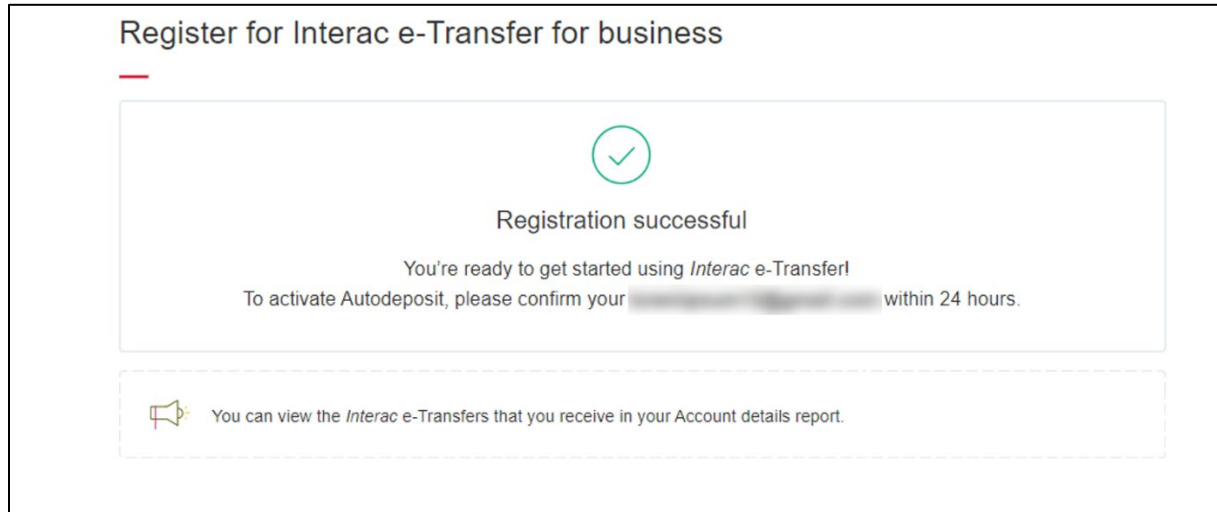 Register for Interac e-Transfer for business
Registration successful
You’re ready to get started using Interac e-Transfer!
To activate Autodeposit, please confirm your within 24 hours.
You can view the Interac e-Transfers that you receive in your Account details report.